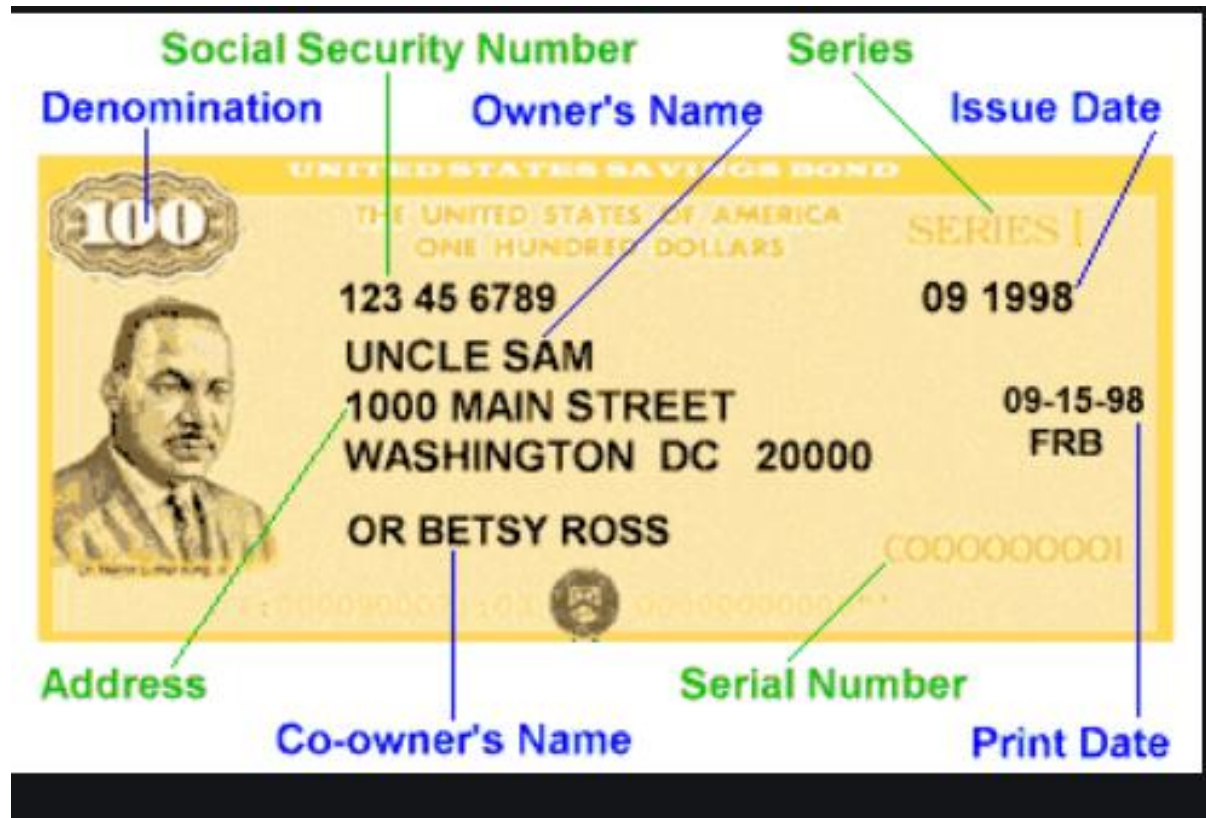 Social Security Number Series
Denomination Owner's Name Issue Date
UNITED STATES SAVINGS BOND
100
THE UNITED STATES OF AMERICA
SERIES I
ONE HUNDRED DOLLARS
123 45 6789
09 1998
UNCLE SAM
1000 MAIN STREET
09-15-98
WASHINGTON DC 20000
FRB
OR BETSY ROSS
C000000001
Address Serial Number
Co-owner's Name Print Date